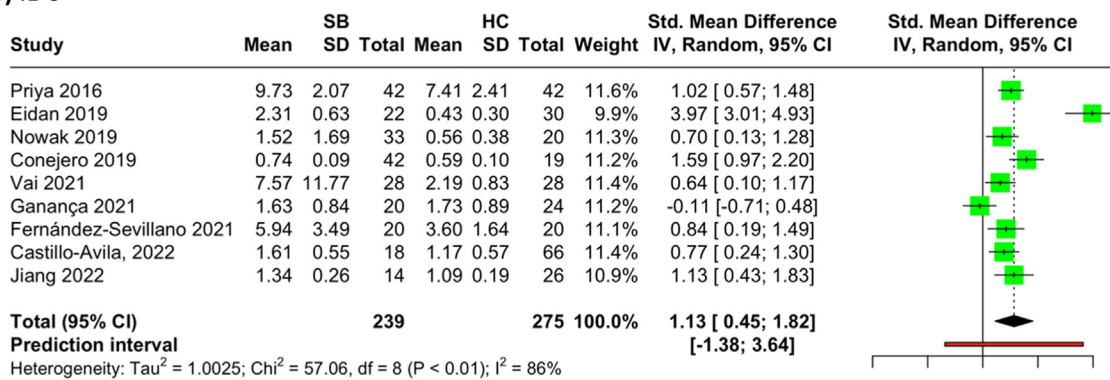 SB HC Std. Mean Difference Std. Mean Difference
Study Mean SD Total Mean SD Total Weight IV, Random, 95% CI IV, Random, 95% CI
Priya 2016 9.73 2.07 42 7.41 2.41 42 11.6% 1.02 [ 0.57; 1.48]
Eidan 2019 2.31 0.63 22 0.43 0.30 30 9.9% 3.97 [ 3.01; 4.93]
Nowak 2019 1.52 1.69 33 0.56 0.38 20 11.3% 0.70 [ 0.13; 1.28]
Conejero 2019 0.74 0.09 42 0.59 0.10 19 11.2% 1.59 [ 0.97; 2.20]
Vai 2021 7.57 11.77 28 2.19 0.83 28 11.4% 0.64 [ 0.10; 1.17]
Ganança 2021 1.63 0.84 20 1.73 0.89 24 11.2% -0.11 [-0.71; 0.48]
Fernández-Sevillano 2021 5.94 3.49 20 3.60 1.64 20 11.0% 0.84 [ 0.19; 1.49]
Castillo-Avila, 2022 1.61 0.55 18 1.17 0.57 66 11.4% 0.77 [ 0.24; 1.30]
Jiang 2022 1.34 0.26 14 1.09 0.19 26 10.9% 1.13 [ 0.43; 1.83]
Total (95% CI) 239 275 100.0% 1.13 [ 0.45; 1.82]
Prediction interval [-1.38; 3.64]
Heterogeneity: Tau² = 1.0025; Chi² = 57.06, df = 8 (P < 0.01); I² = 86%